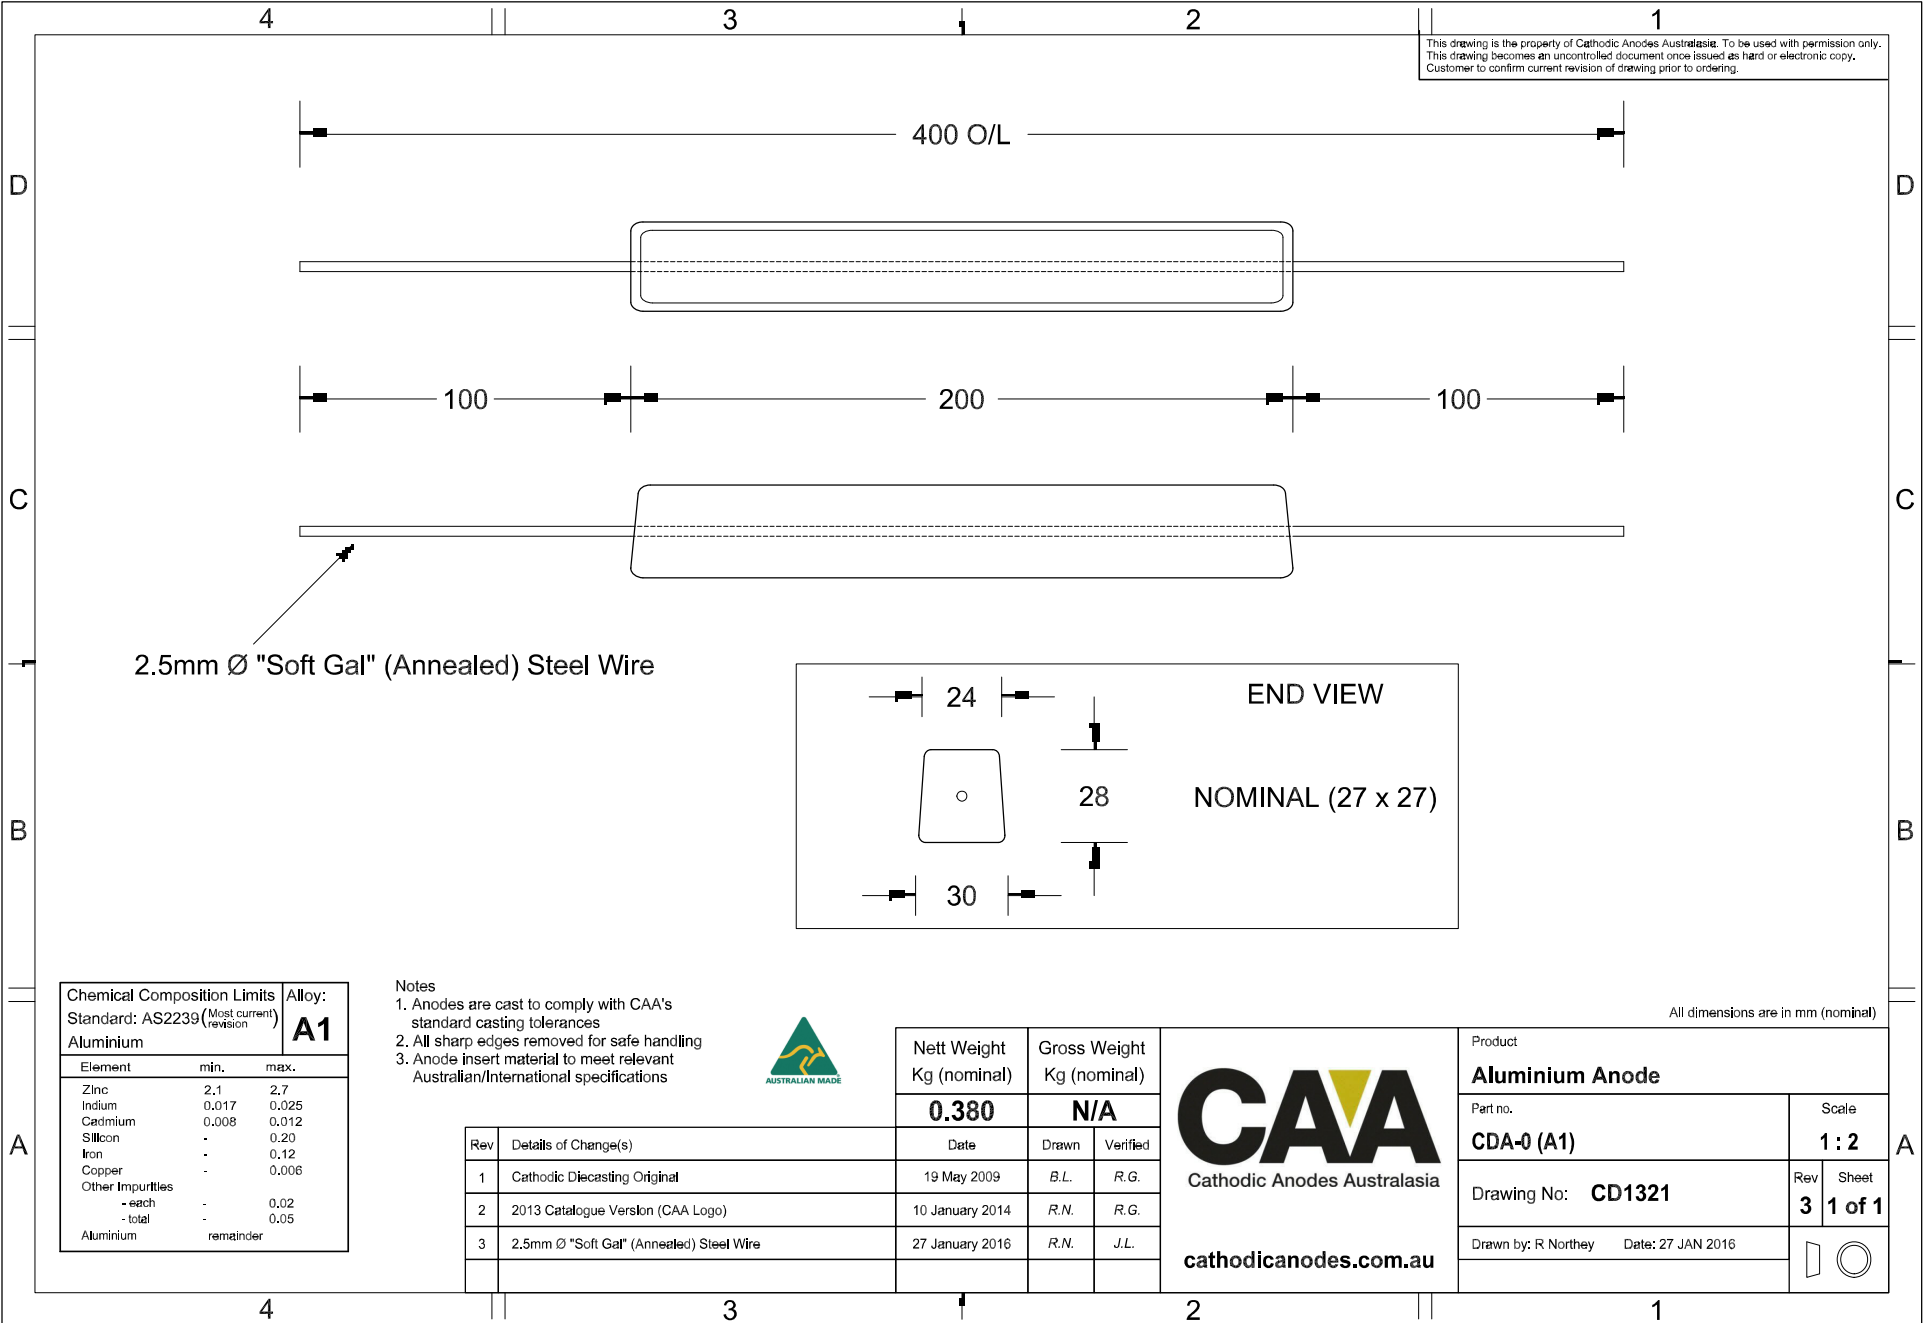 4 3 2 1
This drawing is the property of Cathodic Anodes Australasia. To be used with permission only.
This drawing becomes an uncontrolled document once issued as hard or electronic copy.
Customer to confirm current revision of drawing prior to ordering.
400 O/L
D D
100 200 100
C C
2.5mm Ø "Soft Gal" (Annealed) Steel Wire
24 END VIEW
28 NOMINAL (27 x 27)
30
B B
Chemical Composition Limits Alloy:
Standard: AS2239 (Most current revision) A1
Aluminium
Element min. max.
Zinc 2.1 2.7
Indium 0.017 0.025
Cadmium 0.008 0.012
Silicon - 0.20
Iron - 0.12
Copper - 0.006
Other Impurities
- each - 0.02
- total - 0.05
Aluminium remainder
Notes
1. Anodes are cast to comply with CAA's
standard casting tolerances
2. All sharp edges removed for safe handling
3. Anode insert material to meet relevant
Australian/International specifications
AUSTRALIAN MADE
All dimensions are in mm (nominal)
Nett Weight Gross Weight
Kg (nominal) Kg (nominal)
0.380 N/A
Rev Details of Change(s) Date Drawn Verified
1 Cathodic Diecasting Original 19 May 2009 B.L. R.G.
2 2013 Catalogue Version (CAA Logo) 10 January 2014 R.N. R.G.
3 2.5mm Ø "Soft Gal" (Annealed) Steel Wire 27 January 2016 R.N. J.L.
CAA
Cathodic Anodes Australasia
cathodicanodes.com.au
Product
Aluminium Anode
Part no. Scale
CDA-0 (A1) 1 : 2
Drawing No: CD1321
Rev Sheet
3 1 of 1
Drawn by: R Northey Date: 27 JAN 2016
A A
4 3 2 1